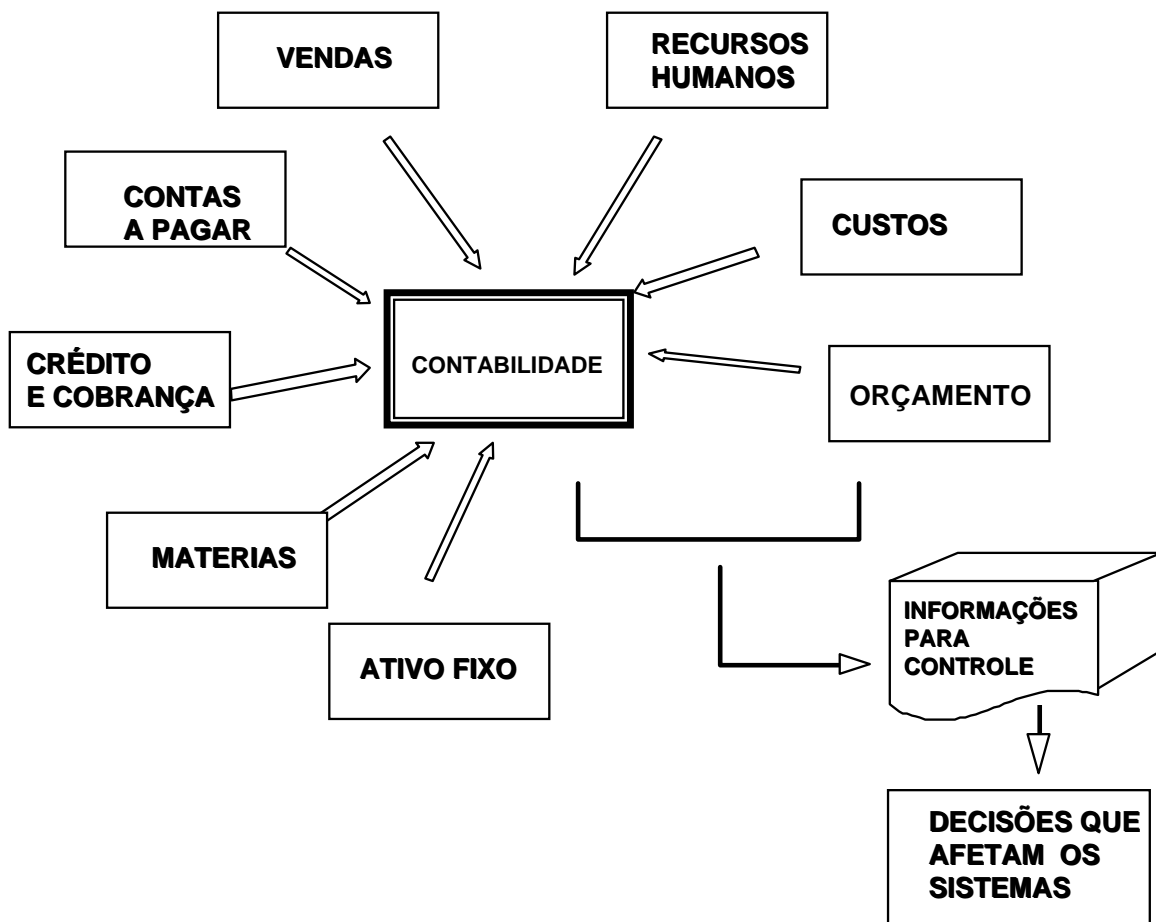 VENDAS
RECURSOS
HUMANOS
CONTAS
A PAGAR
CUSTOS
CRÉDITO
E COBRANÇA
CONTABILIDADE
ORÇAMENTO
MATERIAS
ATIVO FIXO
INFORMAÇÕES
PARA
CONTROLE
DECISÕES QUE
AFETAM OS
SISTEMAS